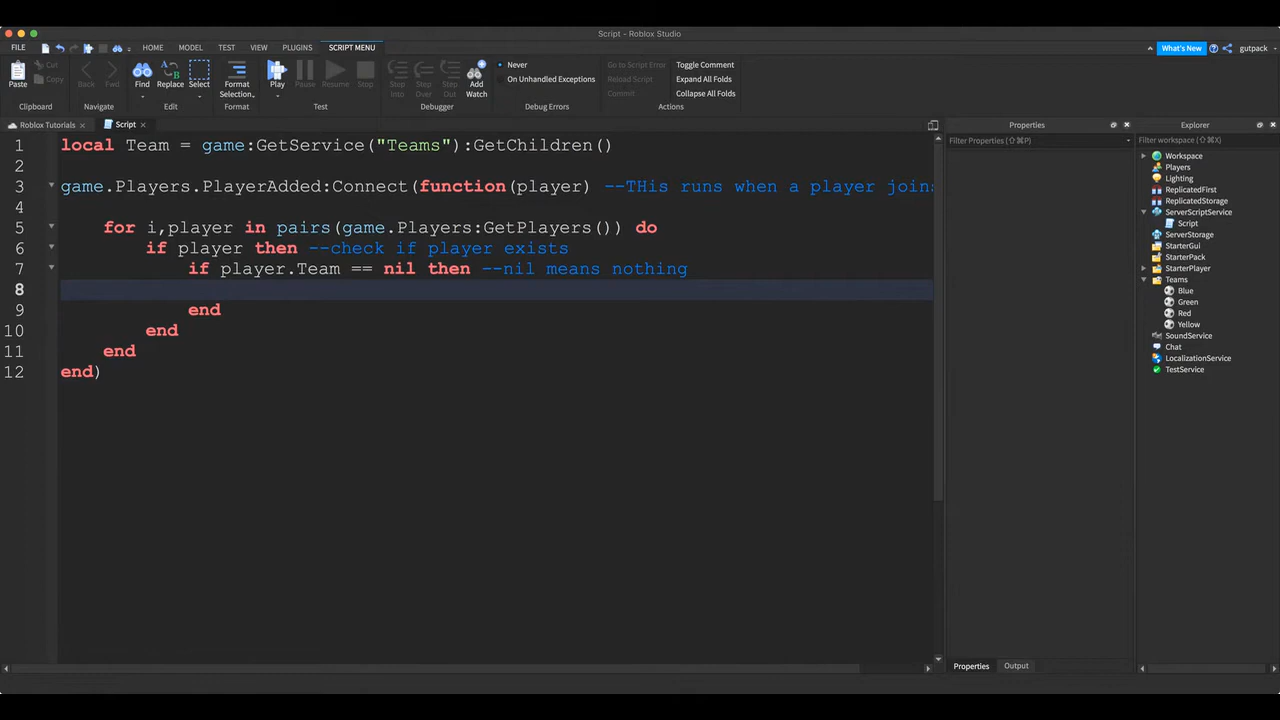 Script - Roblox Studio
FILE HOME MODEL TEST VIEW PLUGINS SCRIPT MENU What's New gutpack
Paste Cut Copy Back Fwd Find Replace Select Format Selection Play Pause Resume Stop Step Into Step Over Step Out Add Watch Never On Unhandled Exceptions Go to Script Error Reload Script Commit Toggle Comment Expand All Folds Collapse All Folds
Clipboard Navigate Edit Format Test Debugger Debug Errors Actions
Roblox Tutorials Script
1 local Team = game:GetService("Teams"):GetChildren()
2
3 game.Players.PlayerAdded:Connect(function(player) --THis runs when a player joins
4
5 for i,player in pairs(game.Players:GetPlayers()) do
6 if player then --check if player exists
7 if player.Team == nil then --nil means nothing
8
9 end
10 end
11 end
12 end)
Properties
Filter Properties (⇧⌘P)
Properties Output
Explorer
Filter workspace (⇧⌘X)
Workspace
Players
Lighting
ReplicatedFirst
ReplicatedStorage
ServerScriptService
Script
ServerStorage
StarterGui
StarterPack
StarterPlayer
Teams
Blue
Green
Red
Yellow
SoundService
Chat
LocalizationService
TestService